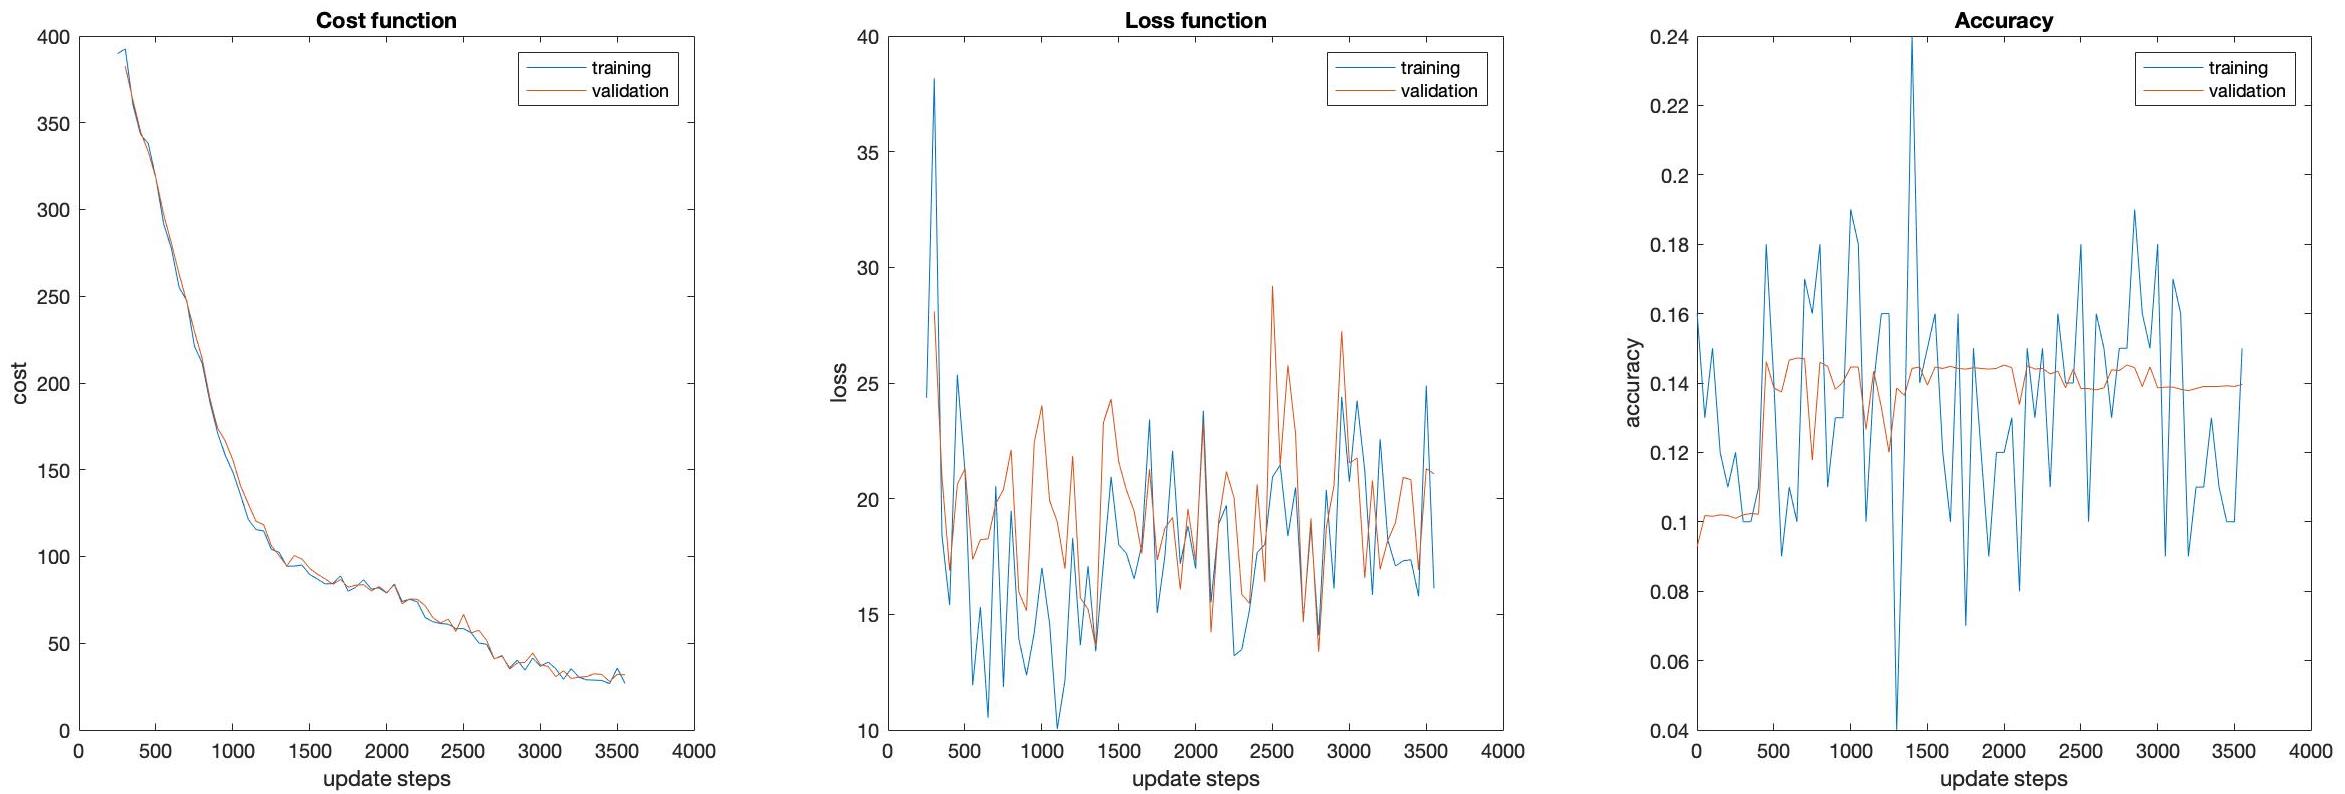 Cost function
400
350
300
250
200
150
100
50
0
cost
training
validation
0 500 1000 1500 2000 2500 3000 3500 4000
update steps
Loss function
40
35
30
25
20
15
10
loss
training
validation
0 500 1000 1500 2000 2500 3000 3500 4000
update steps
Accuracy
0.24
0.22
0.2
0.18
0.16
0.14
0.12
0.1
0.08
0.06
0.04
accuracy
training
validation
0 500 1000 1500 2000 2500 3000 3500 4000
update steps